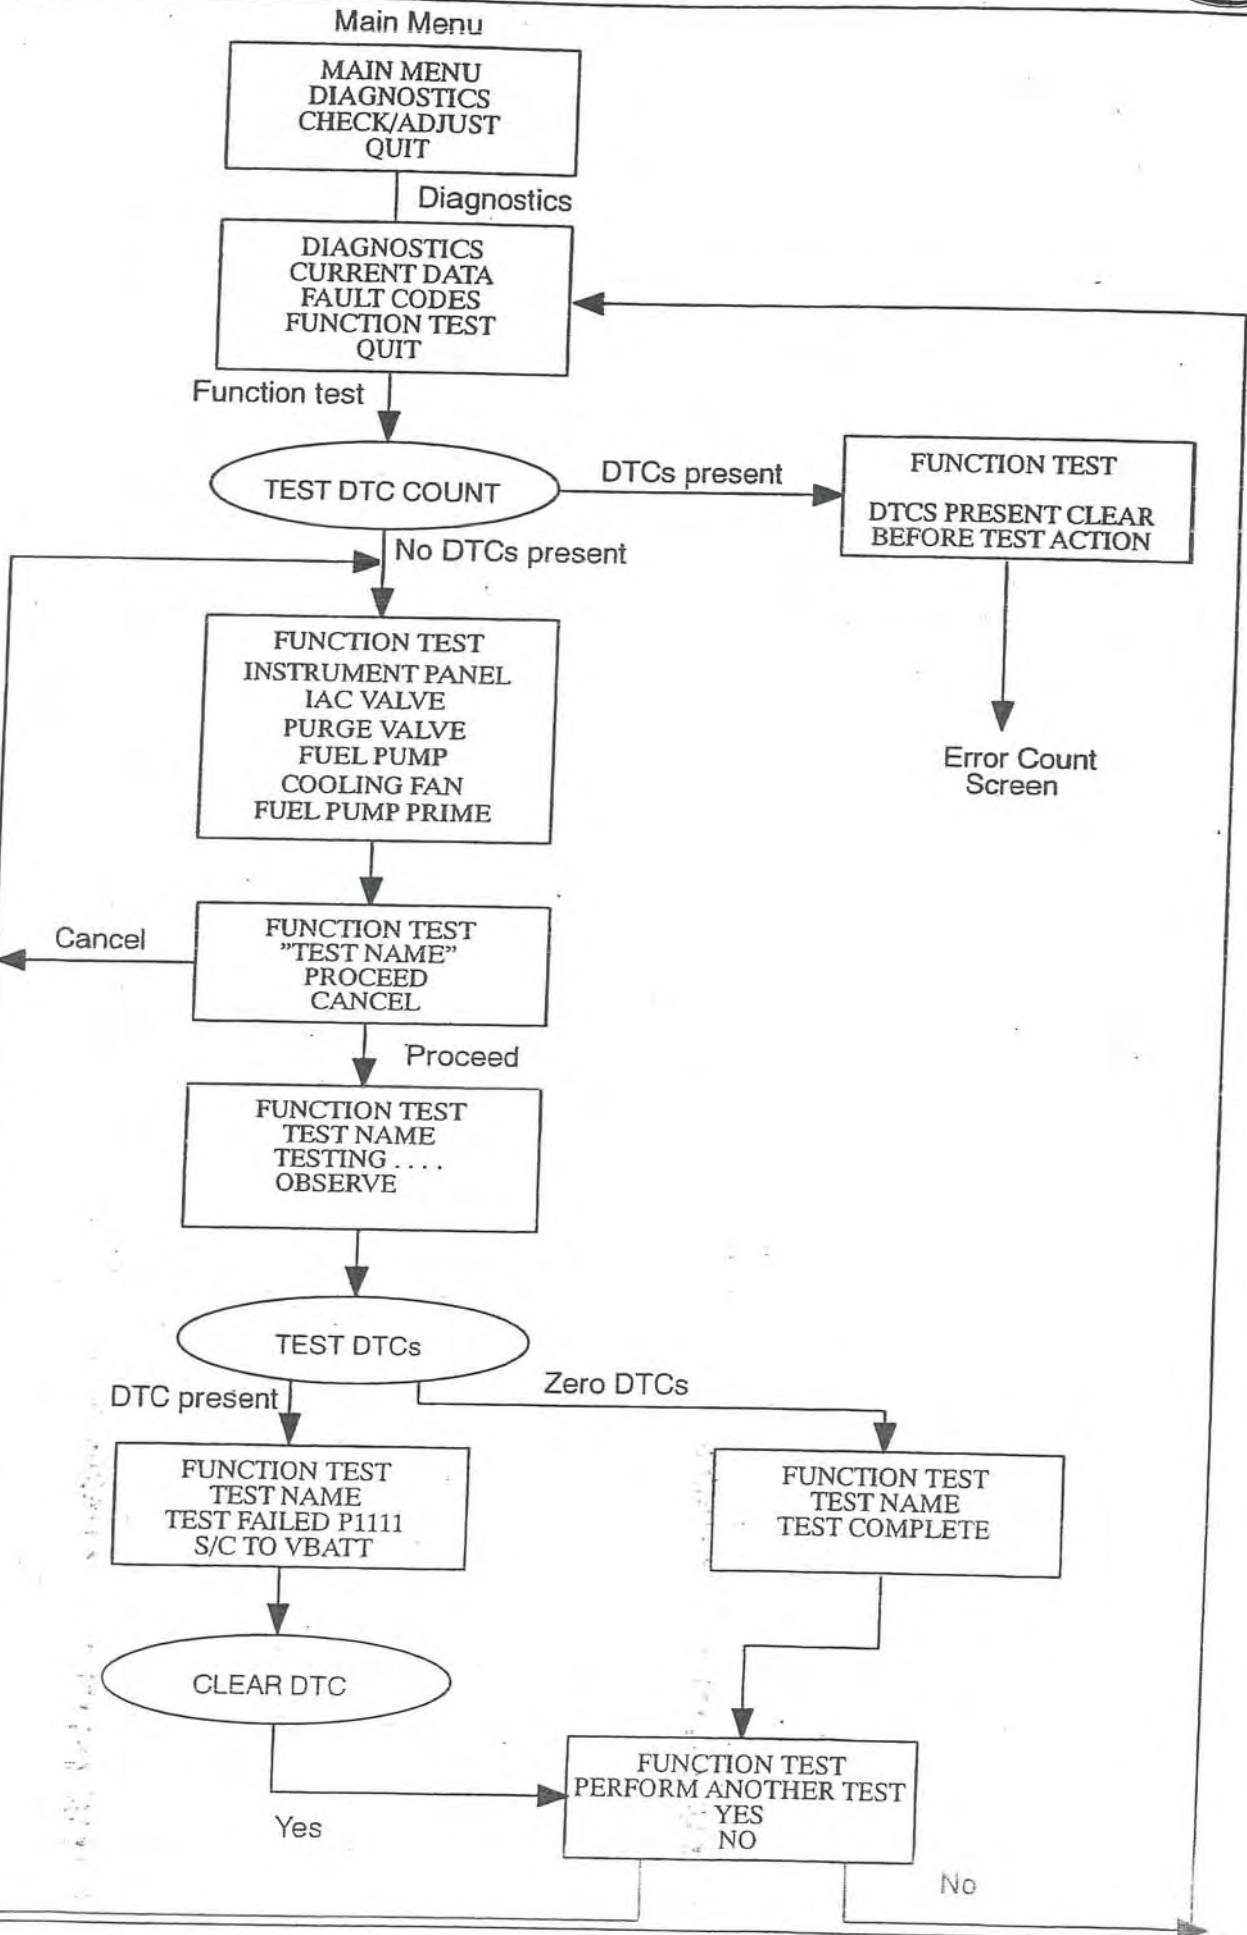 Main Menu
MAIN MENU
DIAGNOSTICS
CHECK/ADJUST
QUIT
Diagnostics
DIAGNOSTICS
CURRENT DATA
FAULT CODES
FUNCTION TEST
QUIT
Function test
TEST DTC COUNT
DTCs present
FUNCTION TEST
DTCS PRESENT CLEAR
BEFORE TEST ACTION
No DTCs present
Error Count
Screen
FUNCTION TEST
INSTRUMENT PANEL
IAC VALVE
PURGE VALVE
FUEL PUMP
COOLING FAN
FUEL PUMP PRIME
Cancel
FUNCTION TEST
”TEST NAME”
PROCEED
CANCEL
Proceed
FUNCTION TEST
TEST NAME
TESTING ....
OBSERVE
TEST DTCs
DTC present
Zero DTCs
FUNCTION TEST
TEST NAME
TEST FAILED P1111
S/C TO VBATT
FUNCTION TEST
TEST NAME
TEST COMPLETE
CLEAR DTC
FUNCTION TEST
PERFORM ANOTHER TEST
YES
NO
Yes
No